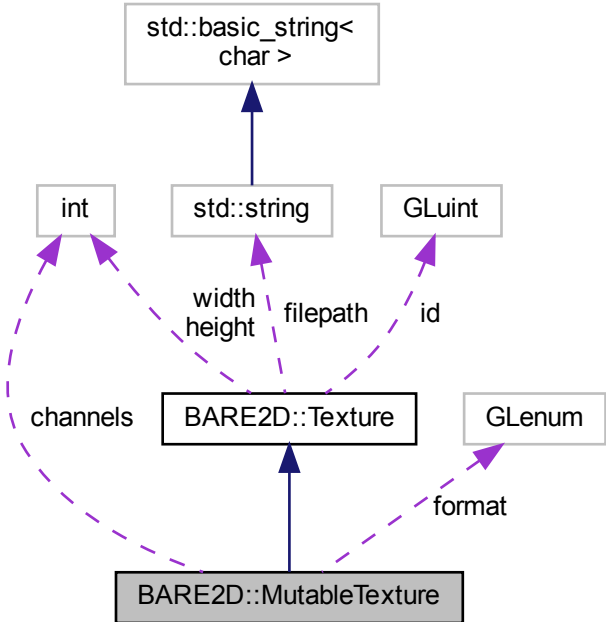 std::basic_string<
char >
int
std::string
GLuint
width
height
filepath
id
channels
BARE2D::Texture
GLenum
format
BARE2D::MutableTexture